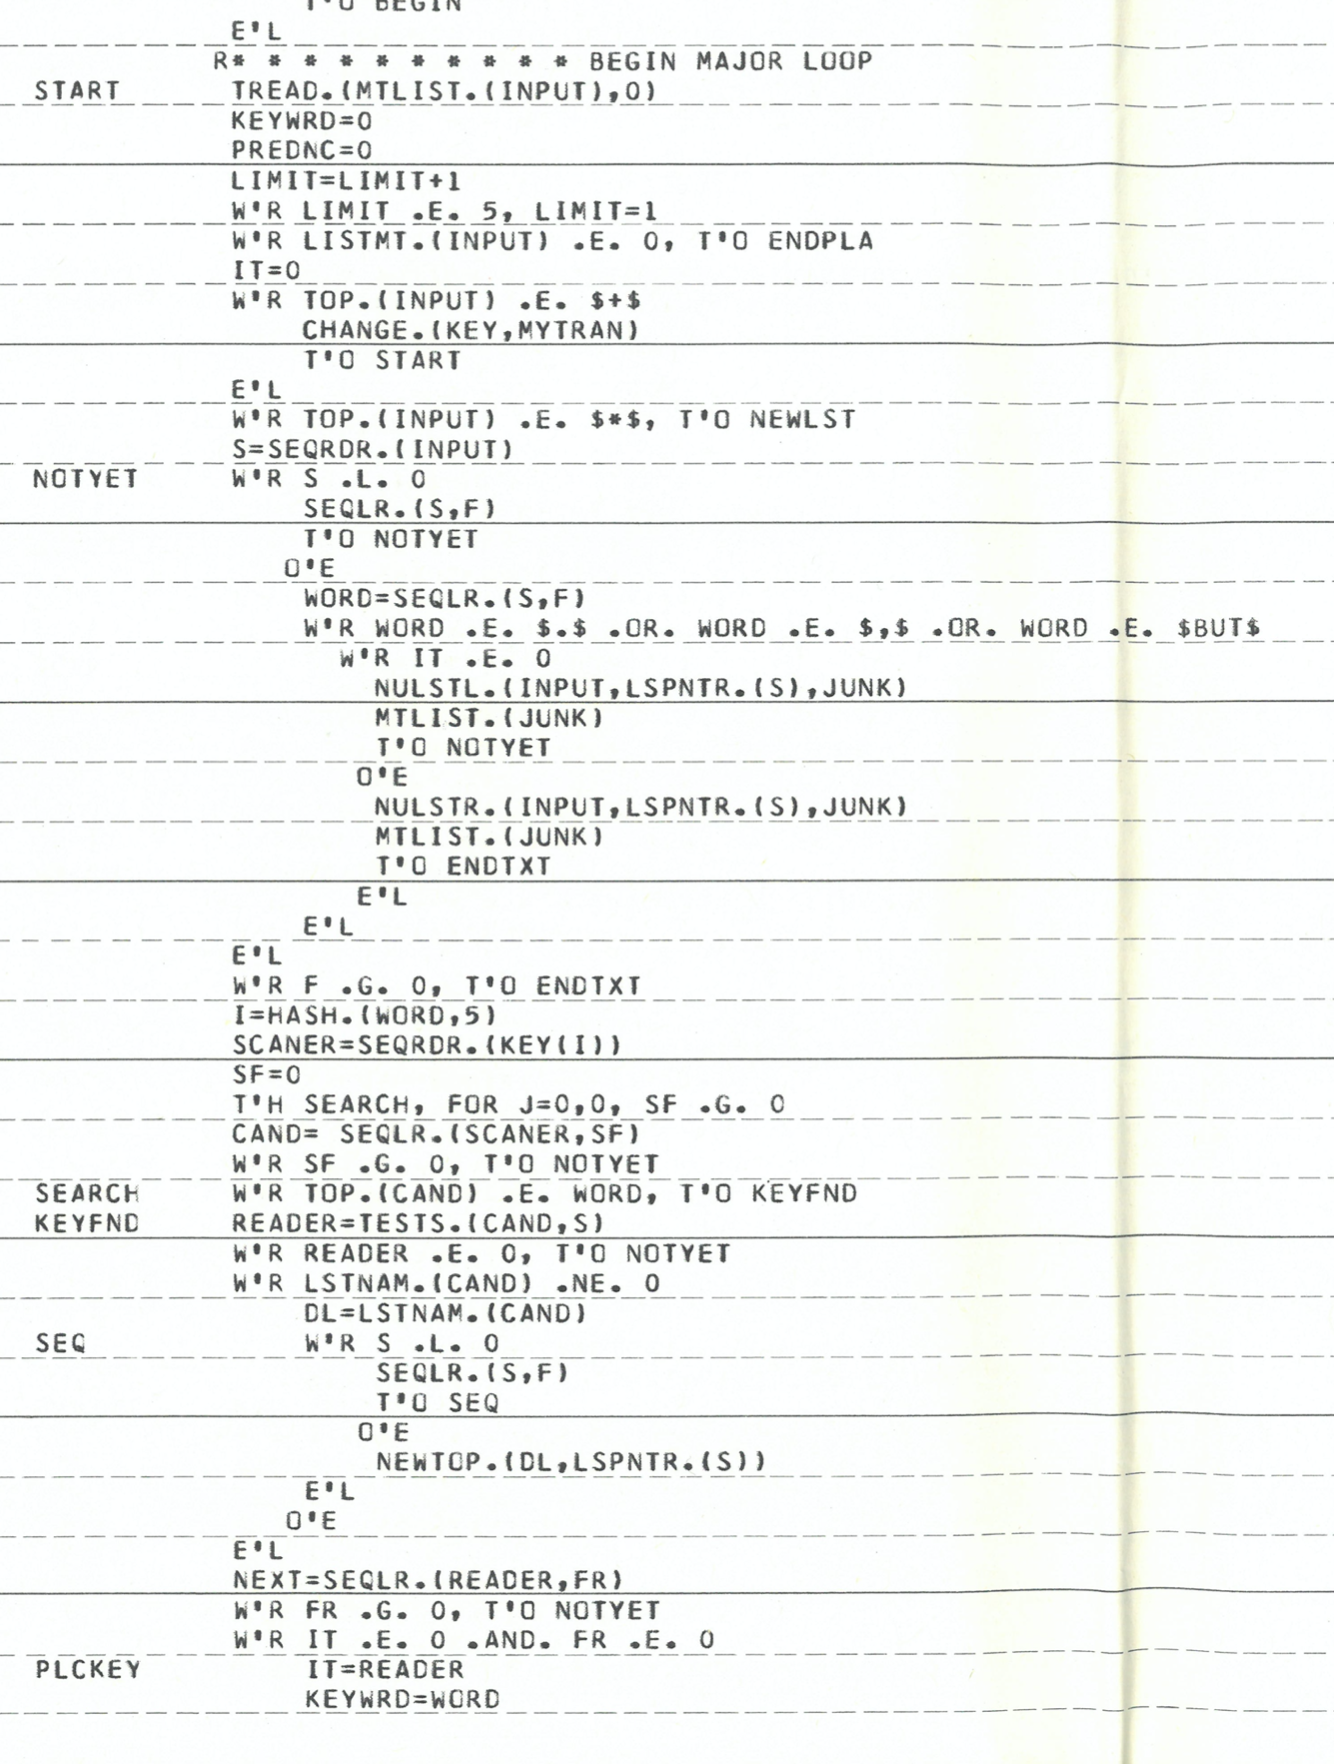 T'O BEGIN
E'L
R* * * * * * * * * * BEGIN MAJOR LOOP
START TREAD.(MTLIST.(INPUT),0)
KEYWRD=0
PREDNC=0
LIMIT=LIMIT+1
W'R LIMIT .E. 5, LIMIT=1
W'R LISTMT.(INPUT) .E. 0, T'O ENDPLA
IT=0
W'R TOP.(INPUT) .E. $+$
CHANGE.(KEY,MYTRAN)
T'O START
E'L
W'R TOP.(INPUT) .E. $*$, T'O NEWLST
S=SEQRDR.(INPUT)
NOTYET W'R S .L. 0
SEQLR.(S,F)
T'O NOTYET
O'E
WORD=SEQLR.(S,F)
W'R WORD .E. $.$ .OR. WORD .E. $,$ .OR. WORD .E. $BUT$
W'R IT .E. 0
NULSTL.(INPUT,LSPNTR.(S),JUNK)
MTLIST.(JUNK)
T'O NOTYET
O'E
NULSTR.(INPUT,LSPNTR.(S),JUNK)
MTLIST.(JUNK)
T'O ENDTXT
E'L
E'L
E'L
W'R F .G. 0, T'O ENDTXT
I=HASH.(WORD,5)
SCANER=SEQRDR.(KEY(I))
SF=0
T'H SEARCH, FOR J=0,0, SF .G. 0
CAND= SEQLR.(SCANER,SF)
W'R SF .G. 0, T'O NOTYET
SEARCH W'R TOP.(CAND) .E. WORD, T'O KEYFND
KEYFND READER=TESTS.(CAND,S)
W'R READER .E. 0, T'O NOTYET
W'R LSTNAM.(CAND) .NE. 0
DL=LSTNAM.(CAND)
SEQ W'R S .L. 0
SEQLR.(S,F)
T'O SEQ
O'E
NEWTOP.(DL,LSPNTR.(S))
E'L
O'E
E'L
NEXT=SEQLR.(READER,FR)
W'R FR .G. 0, T'O NOTYET
W'R IT .E. 0 .AND. FR .E. 0
PLCKEY IT=READER
KEYWRD=WORD